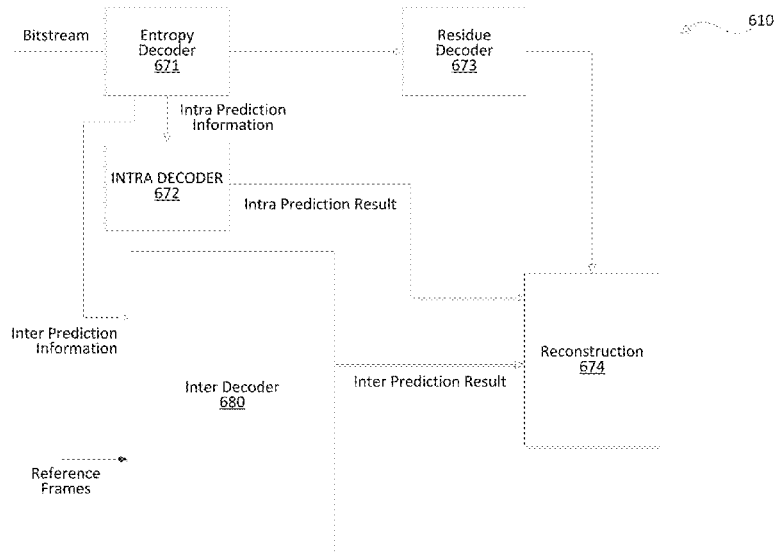 610
Bitstream
Entropy
Decoder
671
Residue
Decoder
673
Intra Prediction
Information
INTRA DECODER
672
Intra Prediction Result
Inter Prediction
Information
Reconstruction
674
Inter Decoder
680
Inter Prediction Result
Reference
Frames